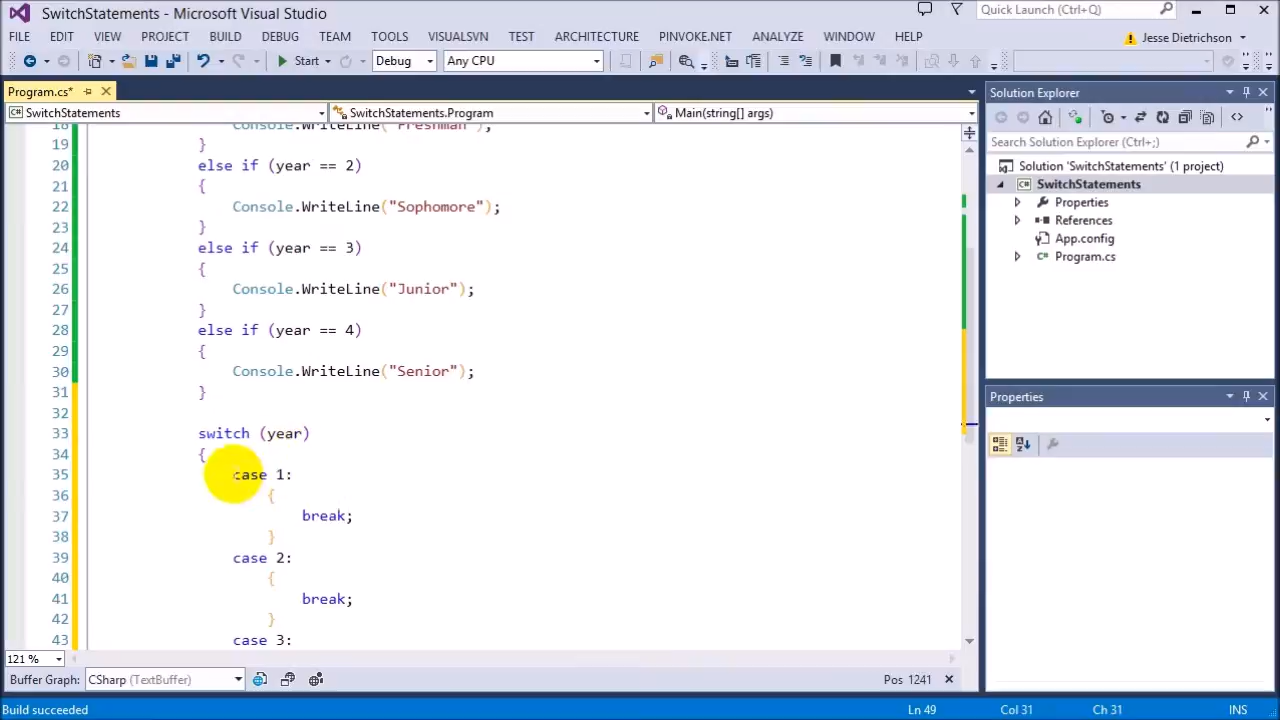 SwitchStatements - Microsoft Visual Studio
Quick Launch (Ctrl+Q)
FILE EDIT VIEW PROJECT BUILD DEBUG TEAM TOOLS VISUALSVN TEST ARCHITECTURE PINVOKE.NET ANALYZE WINDOW HELP
Jesse Dietrichson
Start Debug Any CPU
Program.cs*
SwitchStatements SwitchStatements.Program Main(string[] args)
18 Console.WriteLine("Freshman");
19 }
20 else if (year == 2)
21 {
22 Console.WriteLine("Sophomore");
23 }
24 else if (year == 3)
25 {
26 Console.WriteLine("Junior");
27 }
28 else if (year == 4)
29 {
30 Console.WriteLine("Senior");
31 }
32
33 switch (year)
34 {
35 case 1:
36 {
37 break;
38 }
39 case 2:
40 {
41 break;
42 }
43 case 3:
121 %
Buffer Graph: CSharp (TextBuffer) Pos 1241
Solution Explorer
Search Solution Explorer (Ctrl+;)
Solution 'SwitchStatements' (1 project)
C# SwitchStatements
Properties
References
App.config
C# Program.cs
Properties
Build succeeded Ln 49 Col 31 Ch 31 INS